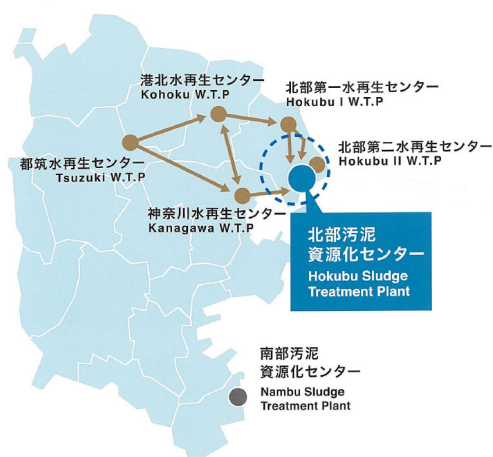 港北水再生センター
Kohoku W.T.P
北部第一水再生センター
Hokubu I W.T.P
北部第二水再生センター
Hokubu II W.T.P
都筑水再生センター
Tsuzuki W.T.P
神奈川水再生センター
Kanagawa W.T.P
北部汚泥
資源化センター
Hokubu Sludge
Treatment Plant
南部汚泥
資源化センター
Nambu Sludge
Treatment Plant